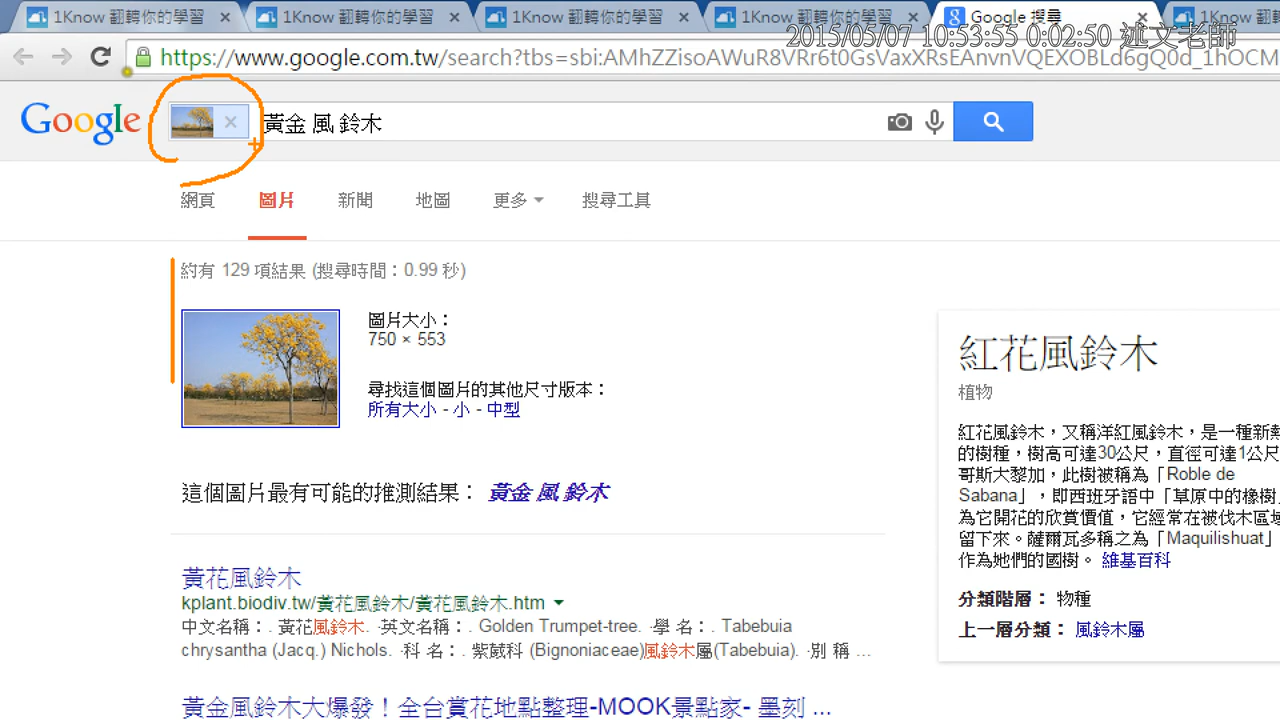 1Know 翻轉你的學習
1Know 翻轉你的學習
1Know 翻轉你的學習
1Know 翻轉你的學習
Google 搜尋
1Know 翻轉
2015/05/07 10:53:55 0:02:50 述文老師
https://www.google.com.tw/search?tbs=sbi:AMhZZisoAWuR8VRr6t0GsVaxXRsEAnvnVQEXOBLd6gQ0d_1hOCM
Google
黃金 風 鈴木
網頁
圖片
新聞
地圖
更多
搜尋工具
約有 129 項結果 (搜尋時間：0.99 秒)
圖片大小：
750 × 553
尋找這個圖片的其他尺寸版本：
所有大小 - 小 - 中型
這個圖片最有可能的推測結果： 黃金 風 鈴木
黃花風鈴木
kplant.biodiv.tw/黃花風鈴木/黃花風鈴木.htm
中文名稱：. 黃花風鈴木. ·英文名稱：. Golden Trumpet-tree. ·學 名：. Tabebuia
chrysantha (Jacq.) Nichols. ·科 名：. 紫葳科 (Bignoniaceae)風鈴木屬(Tabebuia). ·別 稱 ...
黃金風鈴木大爆發！全台賞花地點整理-MOOK景點家- 墨刻 ...
紅花風鈴木
植物
紅花風鈴木，又稱洋紅風鈴木，是一種新熱
的樹種，樹高可達30公尺，直徑可達1公尺
哥斯大黎加，此樹被稱為「Roble de
Sabana」，即西班牙語中「草原中的橡樹」
為它開花的欣賞價值，它經常在被伐木區域
留下來。薩爾瓦多稱之為「Maquilishuat」
作為她們的國樹。 維基百科
分類階層： 物種
上一層分類： 風鈴木屬